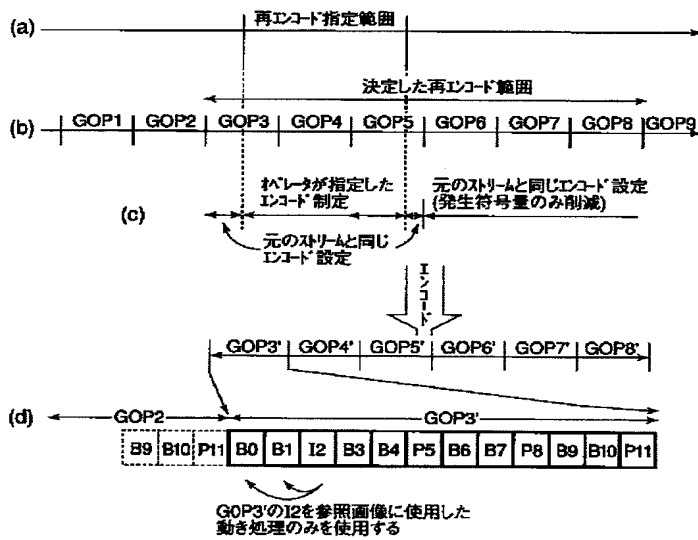 (a)
再エンコード指定範囲
決定した再エンコード範囲
(b)
GOP1 GOP2 GOP3 GOP4 GOP5 GOP6 GOP7 GOP8 GOP9
(c)
オペレータが指定した
エンコード制定
元のストリームと同じエンコード設定
(発生符号量のみ削減)
元のストリームと同じ
エンコード設定
エンコード
GOP3' GOP4' GOP5' GOP6' GOP7' GOP8'
(d)
GOP2 GOP3'
B9 B10 P11 B0 B1 I2 B3 B4 P5 B6 B7 P8 B9 B10 P11
GOP3'のI2を参照画像に使用した
動き処理のみを使用する